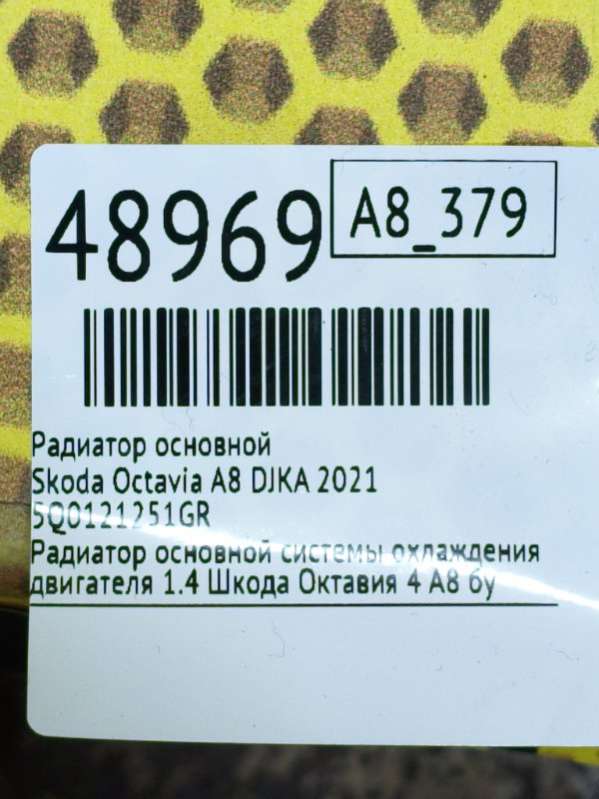 48969
A8_379
Радиатор основной
Skoda Octavia A8 DJKA 2021
5Q0121251GR
Радиатор основной системы охлаждения
двигателя 1.4 Шкода Октавия 4 А8 бу